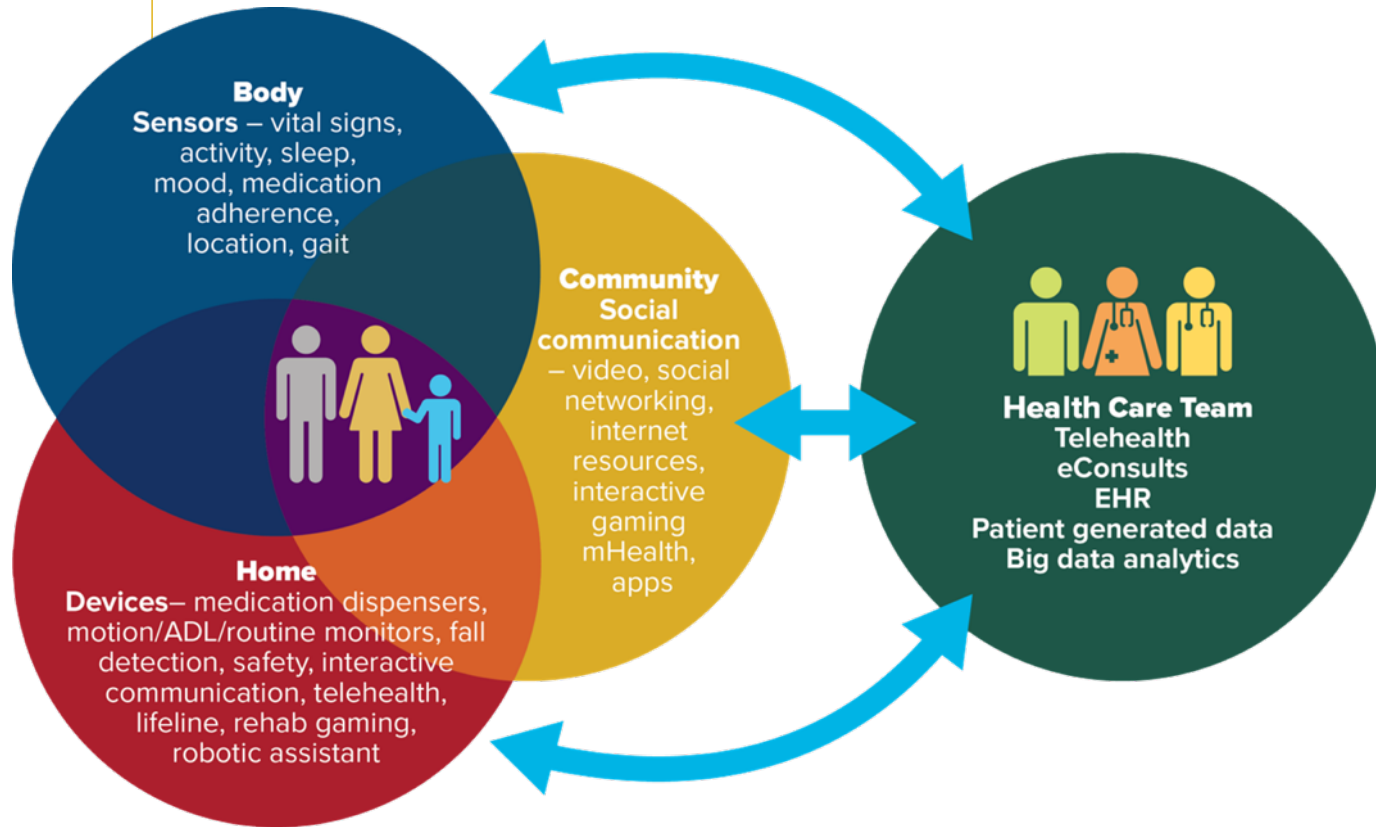 Body
Sensors – vital signs,
activity, sleep,
mood, medication
adherence,
location, gait
Community
Social
communication
– video, social
networking,
internet
resources,
interactive
gaming
mHealth,
apps
Home
Devices– medication dispensers,
motion/ADL/routine monitors, fall
detection, safety, interactive
communication, telehealth,
lifeline, rehab gaming,
robotic assistant
Health Care Team
Telehealth
eConsults
EHR
Patient generated data
Big data analytics